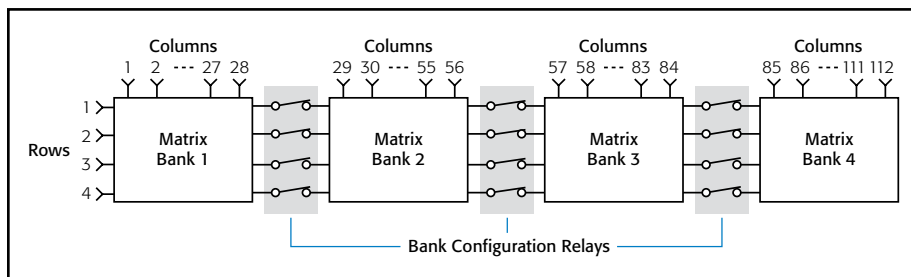 Columns Columns Columns Columns
1 2 --- 27 28 29 30 --- 55 56 57 58 --- 83 84 85 86 --- 111 112
Rows
1
2
3
4
Matrix
Bank 1
Matrix
Bank 2
Matrix
Bank 3
Matrix
Bank 4
Bank Configuration Relays